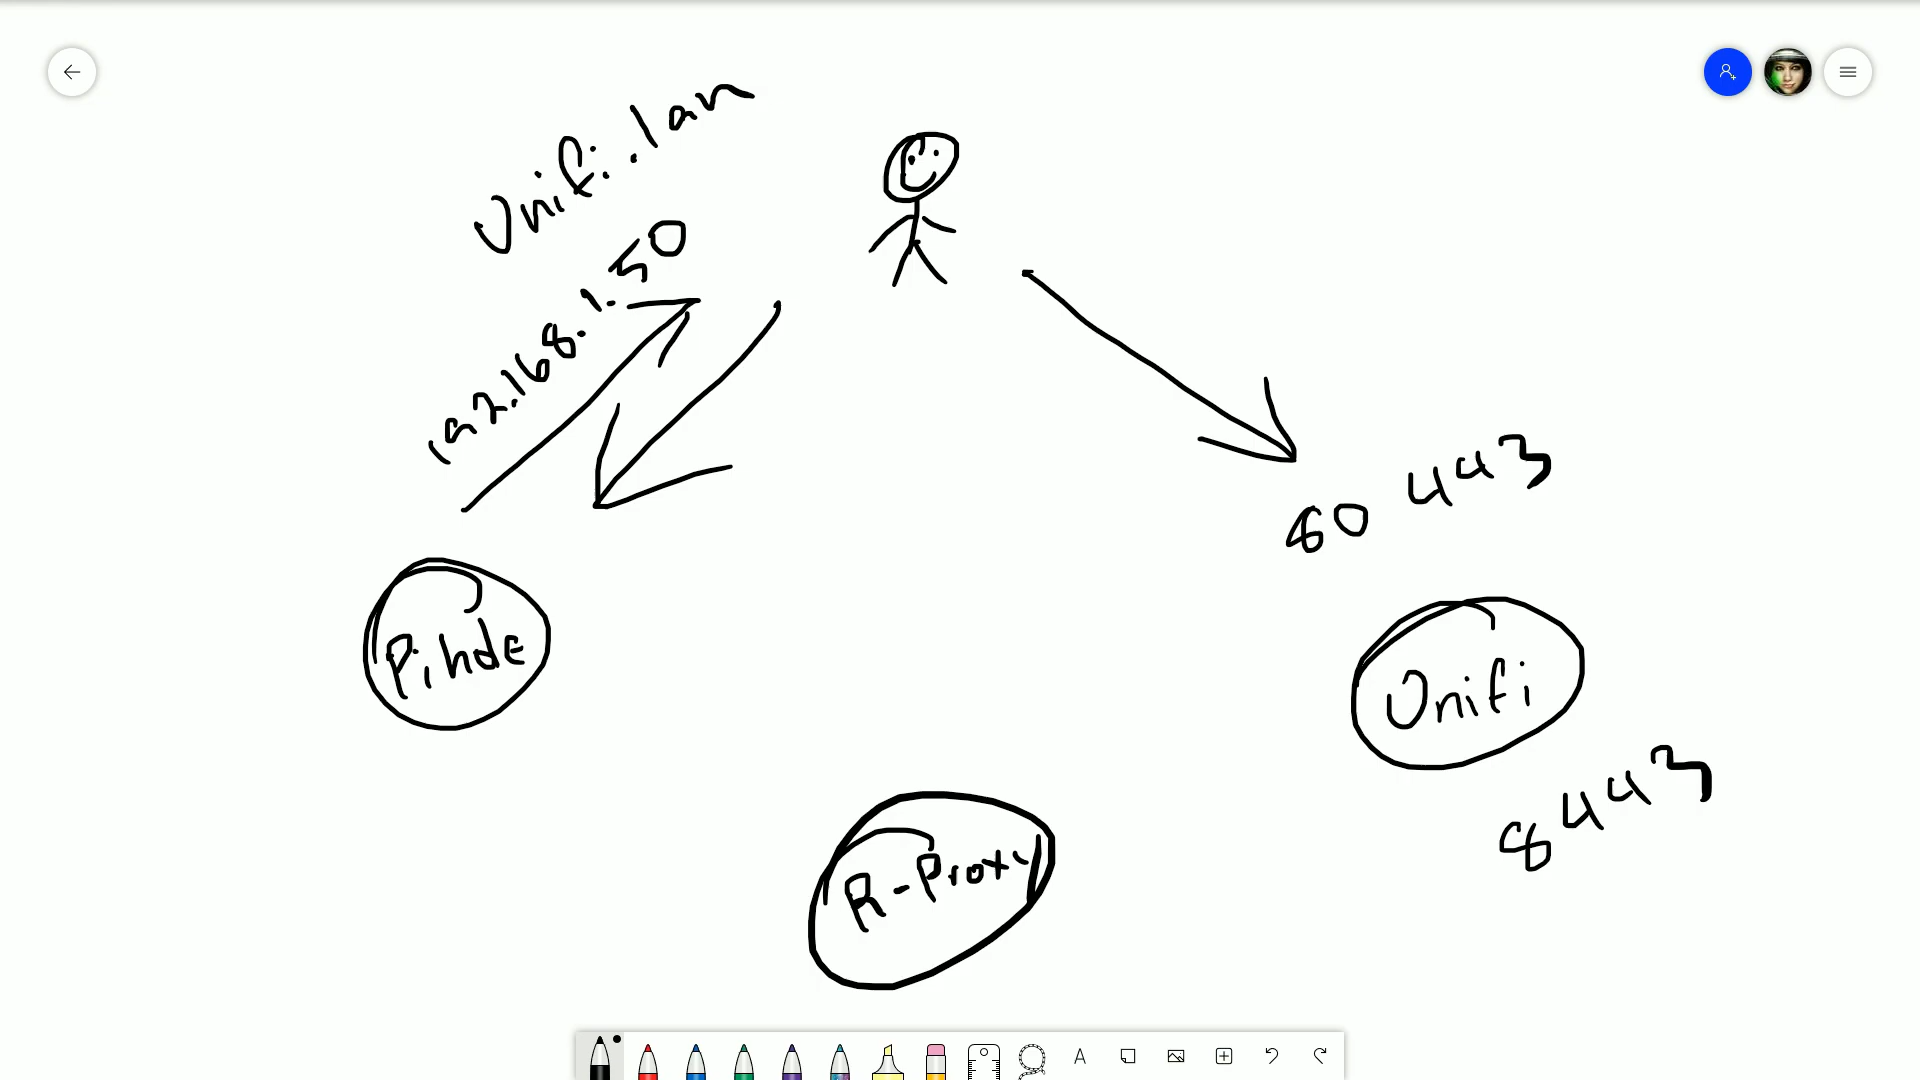 Unifi.lan
192.168.1.50
80 443
Pihole
Unifi
8443
R-Proxy
A